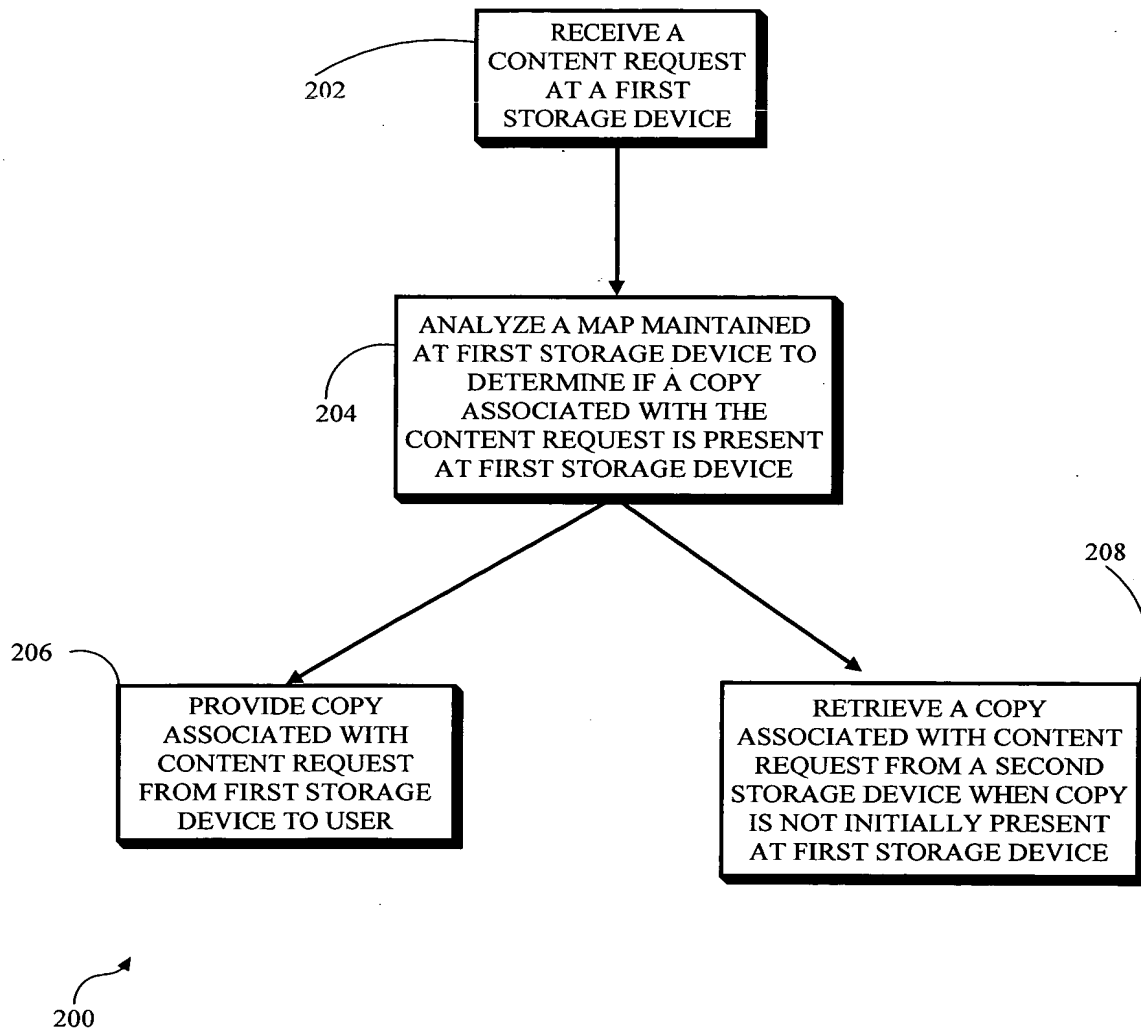 RECEIVE A
CONTENT REQUEST
AT A FIRST
STORAGE DEVICE
202
ANALYZE A MAP MAINTAINED
AT FIRST STORAGE DEVICE TO
DETERMINE IF A COPY
ASSOCIATED WITH THE
CONTENT REQUEST IS PRESENT
AT FIRST STORAGE DEVICE
204
206
PROVIDE COPY
ASSOCIATED WITH
CONTENT REQUEST
FROM FIRST STORAGE
DEVICE TO USER
208
RETRIEVE A COPY
ASSOCIATED WITH CONTENT
REQUEST FROM A SECOND
STORAGE DEVICE WHEN COPY
IS NOT INITIALLY PRESENT
AT FIRST STORAGE DEVICE
200